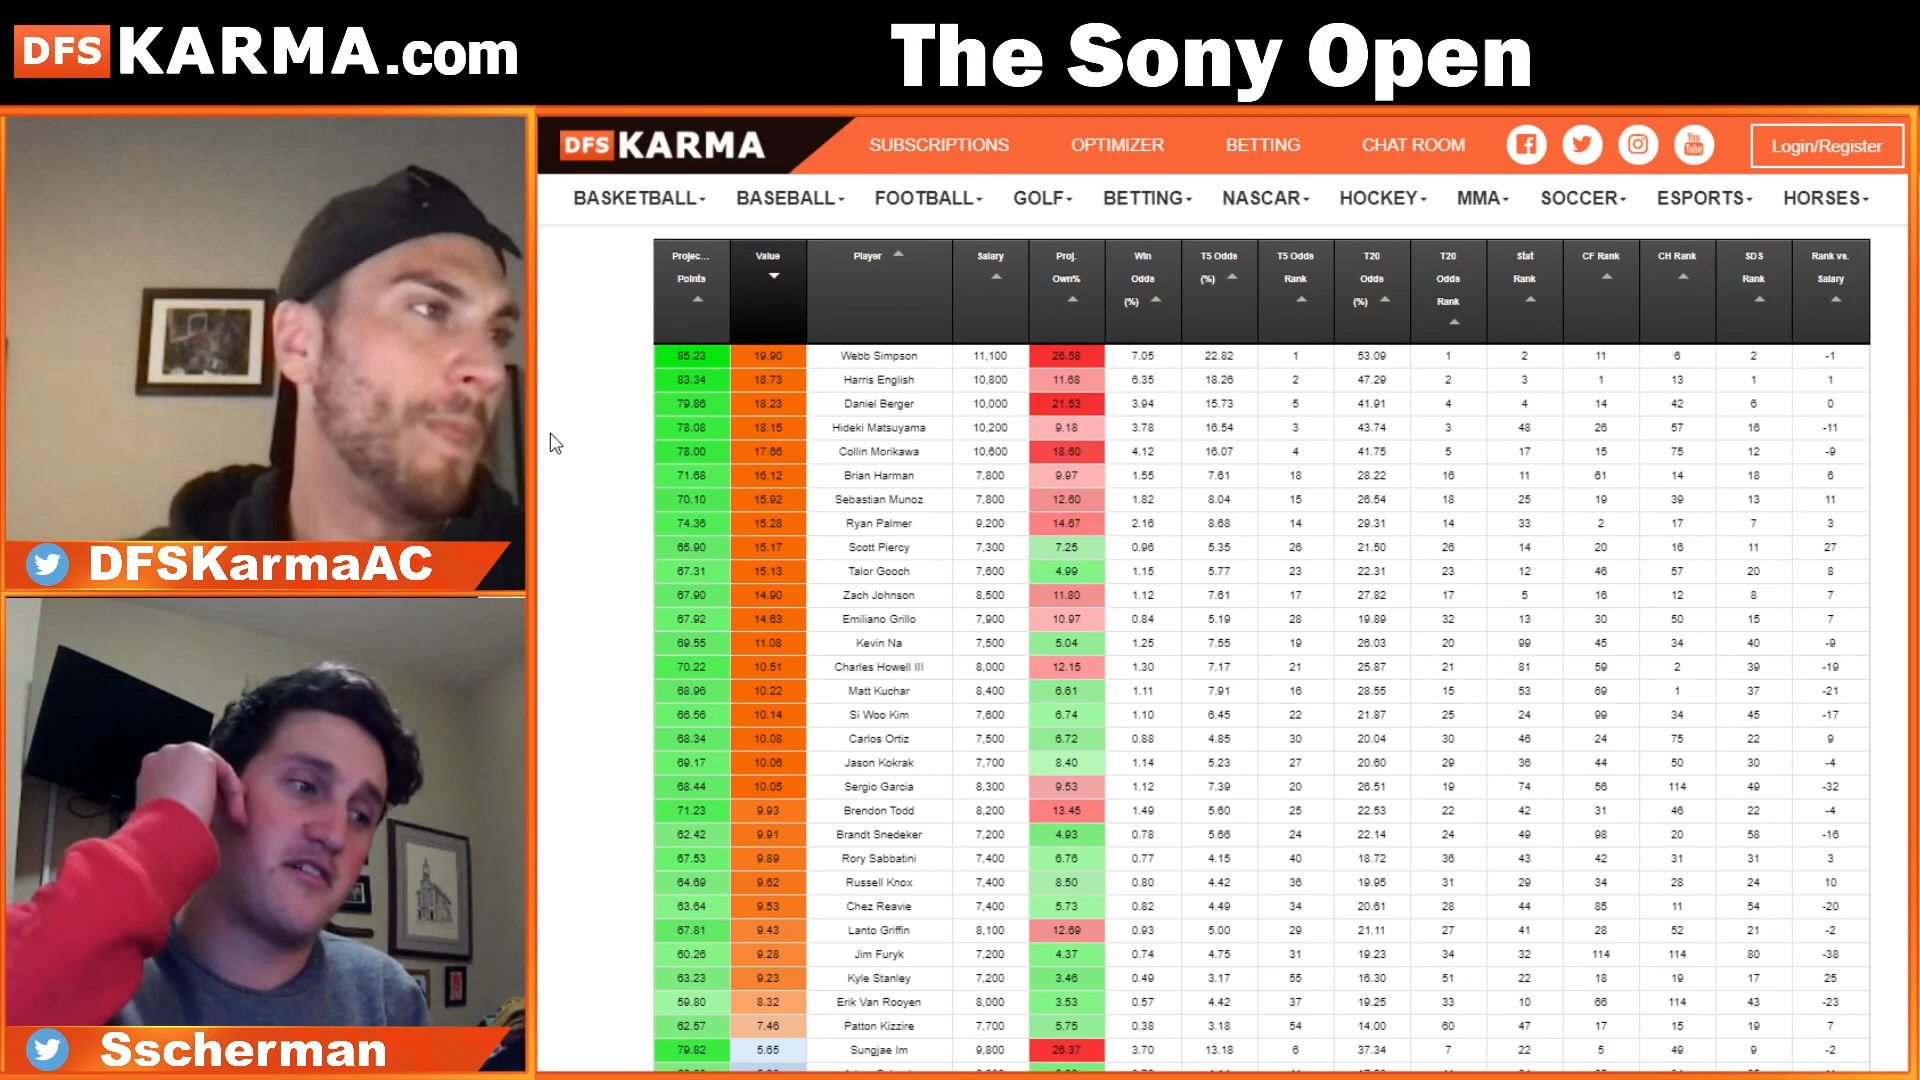 DFS KARMA.com
The Sony Open
DFS KARMA SUBSCRIPTIONS OPTIMIZER BETTING CHAT ROOM You Tube Login/Register
BASKETBALL BASEBALL FOOTBALL GOLF BETTING NASCAR HOCKEY MMA SOCCER ESPORTS HORSES
Projec... Points Value Player Salary Proj. Own% Win Odds (%) T5 Odds (%) T5 Odds Rank T20 Odds (%) T20 Odds Rank Stat Rank CF Rank CH Rank SDS Rank Rank vs. Salary
85.23 19.90 Webb Simpson 11,100 26.58 7.05 22.82 1 53.09 1 2 11 6 2 -1
83.34 18.73 Harris English 10,800 11.68 6.35 18.26 2 47.29 2 3 1 13 1 1
79.86 18.23 Daniel Berger 10,000 21.53 3.94 15.73 5 41.91 4 4 14 42 6 0
78.08 18.15 Hideki Matsuyama 10,200 9.18 3.78 16.54 3 43.74 3 48 26 57 16 -11
78.00 17.66 Collin Morikawa 10,600 18.60 4.12 16.07 4 41.75 5 17 15 75 12 -9
71.68 16.12 Brian Harman 7,800 9.97 1.55 7.61 18 28.22 16 11 61 14 18 6
70.10 15.92 Sebastian Munoz 7,800 12.60 1.82 8.04 15 26.54 18 25 19 39 13 11
74.36 15.28 Ryan Palmer 9,200 14.67 2.16 8.68 14 29.31 14 33 2 17 7 3
65.90 15.17 Scott Piercy 7,300 7.25 0.96 5.35 26 21.50 26 14 20 16 11 27
67.31 15.13 Talor Gooch 7,600 4.99 1.15 5.77 23 22.31 23 12 46 57 20 8
67.90 14.90 Zach Johnson 8,500 11.80 1.12 7.61 17 27.82 17 5 16 12 8 7
67.92 14.63 Emiliano Grillo 7,900 10.97 0.84 5.19 28 19.89 32 13 30 50 15 7
69.55 11.08 Kevin Na 7,500 5.04 1.25 7.55 19 26.03 20 99 45 34 40 -9
70.22 10.51 Charles Howell III 8,000 12.15 1.30 7.17 21 25.87 21 81 59 2 39 -19
68.96 10.22 Matt Kuchar 8,400 6.61 1.11 7.91 16 28.55 15 53 69 1 37 -21
66.56 10.14 Si Woo Kim 7,600 6.74 1.10 6.45 22 21.87 25 24 99 34 45 -17
68.34 10.08 Carlos Ortiz 7,500 6.72 0.88 4.85 30 20.04 30 46 24 75 22 9
69.17 10.06 Jason Kokrak 7,700 8.40 1.14 5.23 27 20.60 29 36 44 50 30 -4
68.44 10.05 Sergio Garcia 8,300 9.53 1.12 7.39 20 26.51 19 74 56 114 49 -32
71.23 9.93 Brendon Todd 8,200 13.45 1.49 5.60 25 22.53 22 42 31 46 22 -4
62.42 9.91 Brandt Snedeker 7,200 4.93 0.78 5.66 24 22.14 24 49 98 20 58 -16
67.53 9.89 Rory Sabbatini 7,400 6.76 0.77 4.15 40 18.72 36 43 42 31 31 3
64.69 9.62 Russell Knox 7,400 8.50 0.80 4.42 36 19.95 31 29 34 28 24 10
63.64 9.53 Chez Reavie 7,400 5.73 0.82 4.49 34 20.61 28 44 85 11 54 -20
67.81 9.43 Lanto Griffin 8,100 12.69 0.93 5.00 29 21.11 27 41 28 52 21 -2
60.26 9.28 Jim Furyk 7,200 4.37 0.74 4.75 31 19.23 34 32 114 114 80 -38
63.23 9.23 Kyle Stanley 7,200 3.46 0.49 3.17 55 16.30 51 22 18 19 17 25
59.80 8.32 Erik Van Rooyen 8,000 3.53 0.57 4.42 37 19.25 33 10 66 114 43 -23
62.57 7.46 Patton Kizzire 7,700 5.75 0.38 3.18 54 14.00 60 47 17 15 19 7
79.82 5.65 Sungjae Im 9,800 26.37 3.70 13.18 6 37.34 7 22 5 49 9 -2
DFSKarmaAC
Sscherman